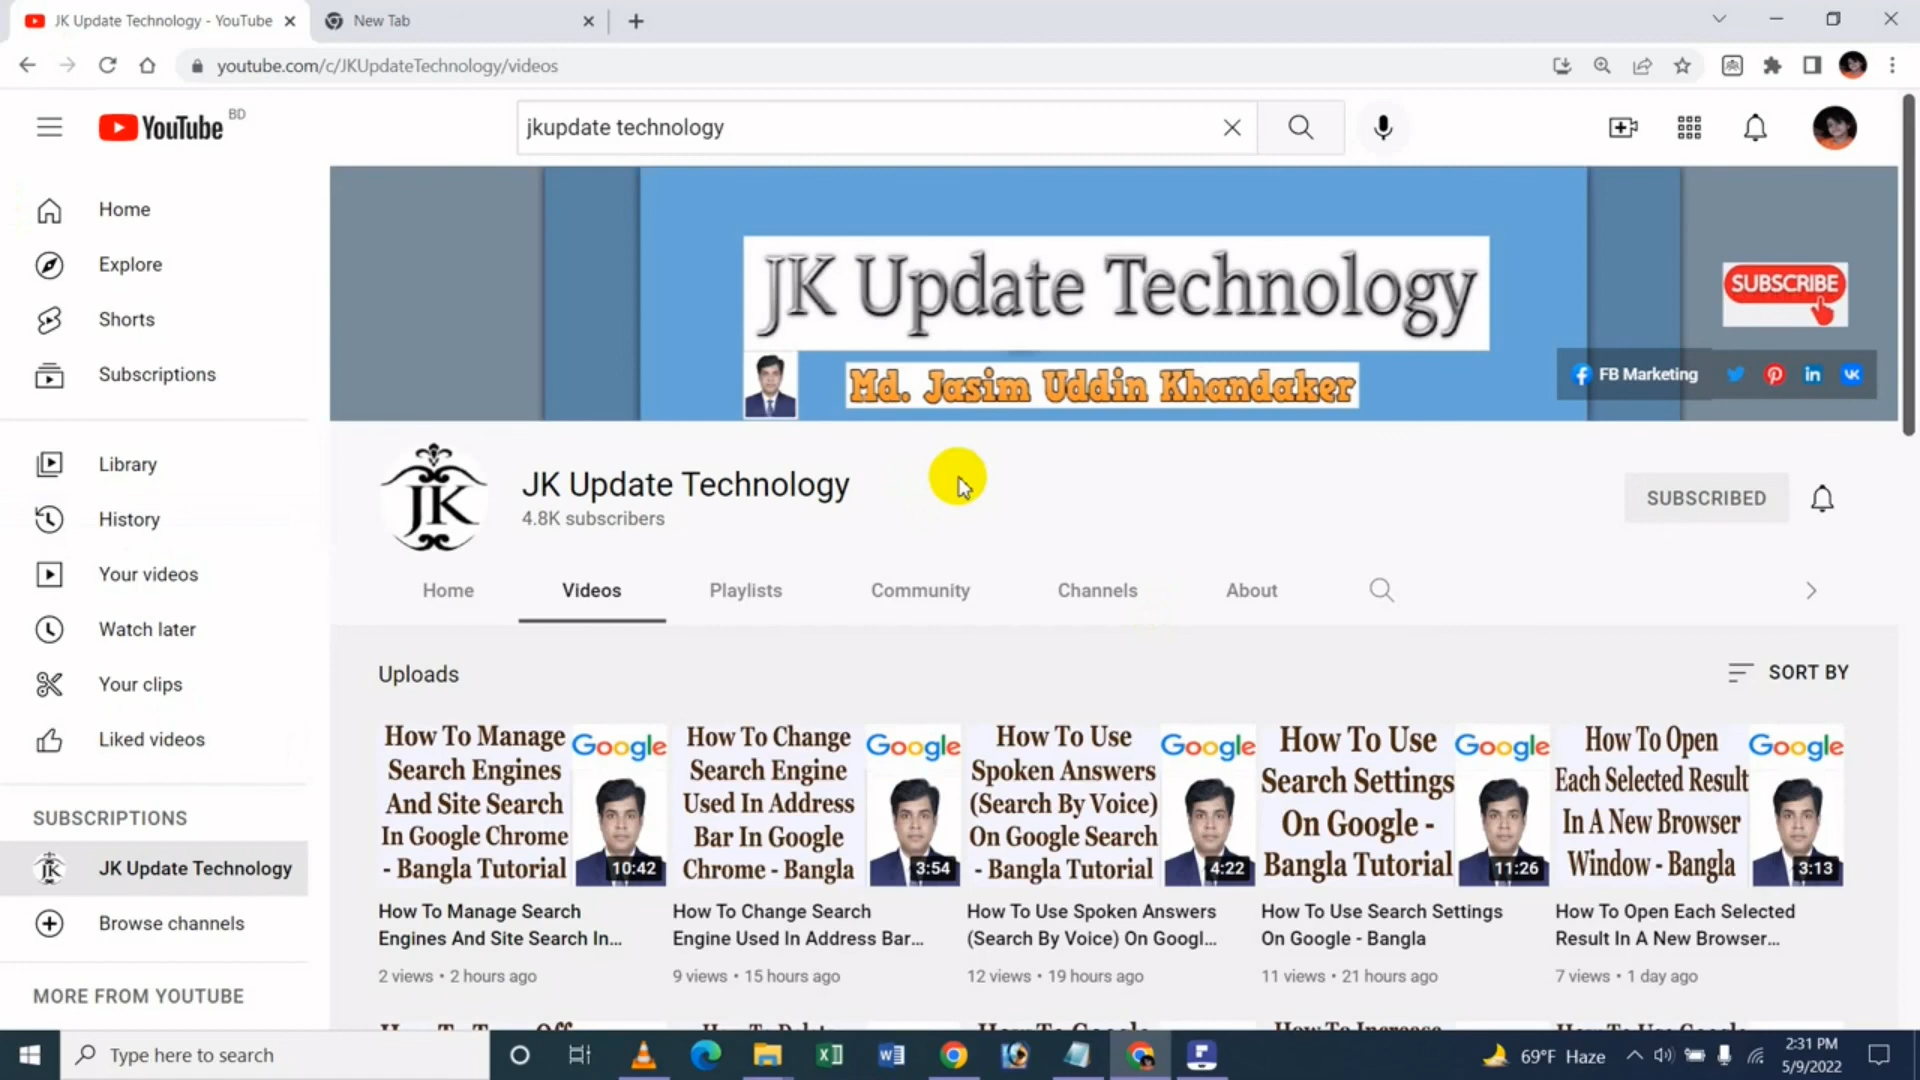 JK Update Technology - YouTube
New Tab
youtube.com/c/JKUpdateTechnology/videos
YouTube BD
jkupdate technology
Home
Explore
Shorts
Subscriptions
Library
History
Your videos
Watch later
Your clips
Liked videos
SUBSCRIPTIONS
JK Update Technology
Browse channels
MORE FROM YOUTUBE
JK Update Technology
Md. Jasim Uddin Khandaker
SUBSCRIBE
FB Marketing
JK
JK Update Technology
4.8K subscribers
SUBSCRIBED
Home
Videos
Playlists
Community
Channels
About
Uploads
SORT BY
How To Manage
Search Engines
And Site Search
In Google Chrome
- Bangla Tutorial
Google
10:42
How To Manage Search
Engines And Site Search In...
2 views • 2 hours ago
How To Change
Search Engine
Used In Address
Bar In Google
Chrome - Bangla
Google
3:54
How To Change Search
Engine Used In Address Bar...
9 views • 15 hours ago
How To Use
Spoken Answers
(Search By Voice)
On Google Search
- Bangla Tutorial
Google
4:22
How To Use Spoken Answers
(Search By Voice) On Googl...
12 views • 19 hours ago
How To Use
Search Settings
On Google -
Bangla Tutorial
Google
11:26
How To Use Search Settings
On Google - Bangla
11 views • 21 hours ago
How To Open
Each Selected Result
In A New Browser
Window - Bangla
Google
3:13
How To Open Each Selected
Result In A New Browser...
7 views • 1 day ago
Type here to search
69°F Haze
2:31 PM
5/9/2022